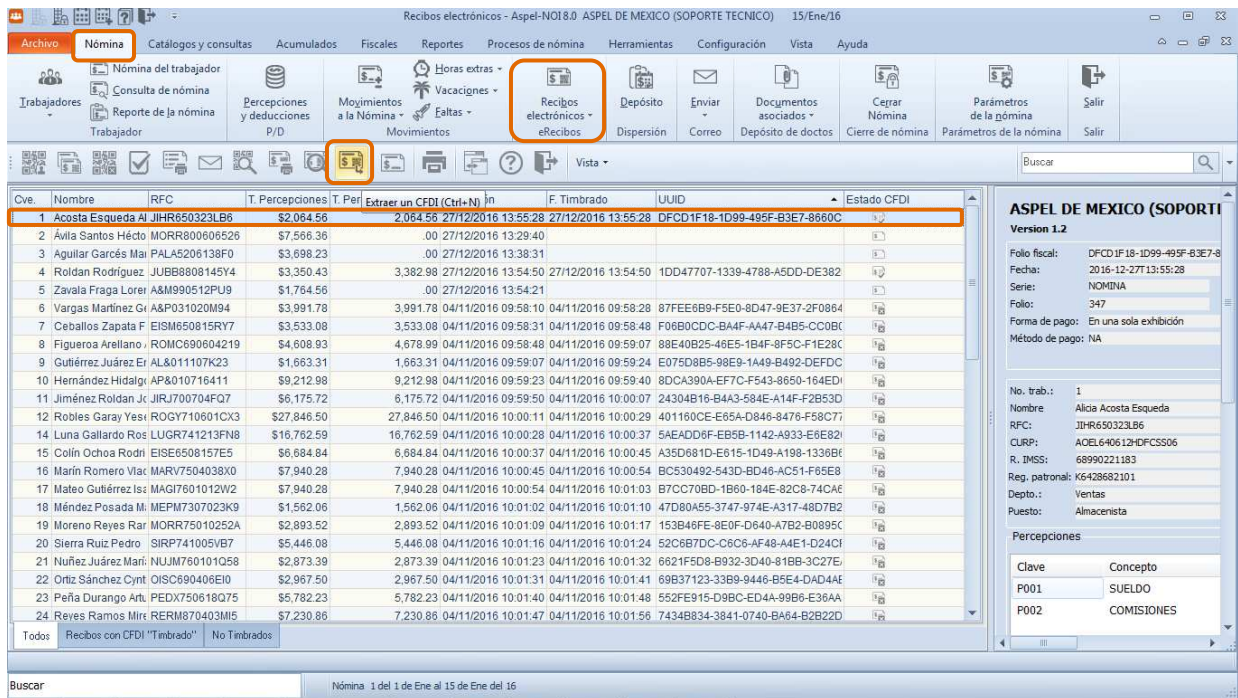 Recibos electrónicos - Aspel-NOI 8.0 ASPEL DE MEXICO (SOPORTE TECNICO) 15/Ene/16
Archivo Nómina Catálogos y consultas Acumulados Fiscales Reportes Procesos de nómina Herramientas Configuración Vista Ayuda
Trabajadores
Nómina del trabajador
Consulta de nómina
Reporte de la nómina
Trabajador
Percepciones y deducciones
P/D
Movimientos a la Nómina
Horas extras
Vacaciones
Faltas
Movimientos
Recibos electrónicos
eRecibos
Depósito
Dispersión
Enviar
Correo
Documentos asociados
Depósito de doctos
Cerrar Nómina
Cierre de nómina
Parámetros de la nómina
Parámetros de la nómina
Salir
Salir
Vista
Buscar
Extraer un CFDI (Ctrl+N)
Cve. Nombre RFC T. Percepciones T. Per ón F. Timbrado UUID Estado CFDI
1 Acosta Esqueda Al JIHR650323LB6 $2,064.56 2,064.56 27/12/2016 13:55:28 27/12/2016 13:55:28 DFCD1F18-1D99-495F-B3E7-8660C
2 Ávila Santos Hécto MORR800606526 $7,566.36 .00 27/12/2016 13:29:40
3 Aguilar Garcés Mar PALA5206138F0 $3,698.23 .00 27/12/2016 13:38:31
4 Roldan Rodríguez JUBB8808145Y4 $3,350.43 3,382.98 27/12/2016 13:54:50 27/12/2016 13:54:50 1DD47707-1339-4788-A5DD-DE382
5 Zavala Fraga Lorer A&M990512PU9 $1,764.56 .00 27/12/2016 13:54:21
6 Vargas Martínez Ge A&P031020M94 $3,991.78 3,991.78 04/11/2016 09:58:10 04/11/2016 09:58:28 87FEE6B9-F5E0-8D47-9E37-2F0864
7 Ceballos Zapata F EISM650815RY7 $3,533.08 3,533.08 04/11/2016 09:58:31 04/11/2016 09:58:48 F06B0CDC-BA4F-AA47-B4B5-CC0B0
8 Figueroa Arellano ROMC690604219 $4,608.93 4,678.99 04/11/2016 09:58:48 04/11/2016 09:59:07 88E40B25-46E5-1B4F-8F5C-F1E28C
9 Gutiérrez Juárez Er AL&011107K23 $1,663.31 1,663.31 04/11/2016 09:59:07 04/11/2016 09:59:24 E075D8B5-98E9-1A49-B492-DEFDC
10 Hernández Hidalgo AP&010716411 $9,212.98 9,212.98 04/11/2016 09:59:23 04/11/2016 09:59:40 8DCA390A-EF7C-F543-8650-164ED
11 Jiménez Roldan Jo JIRJ700704FQ7 $6,175.72 6,175.72 04/11/2016 09:59:50 04/11/2016 10:00:07 24304B16-B4A3-584E-A14F-F2B53D
12 Robles Garay Yese ROGY710601CX3 $27,846.50 27,846.50 04/11/2016 10:00:11 04/11/2016 10:00:29 401160CE-E65A-D846-8476-F58C77
14 Luna Gallardo Ros LUGR741213FN8 $16,762.59 16,762.59 04/11/2016 10:00:28 04/11/2016 10:00:37 5AEADD6F-EB5B-1142-A933-E6E82
15 Colín Ochoa Rodri EISE6508157E5 $6,684.84 6,684.84 04/11/2016 10:00:37 04/11/2016 10:00:45 A35D681D-E615-1D49-A198-1336B
16 Marín Romero Vlad MARV7504038X0 $7,940.28 7,940.28 04/11/2016 10:00:45 04/11/2016 10:00:54 BC530492-543D-BD46-AC51-F65E8
17 Mateo Gutiérrez Isa MAGI7601012W2 $7,940.28 7,940.28 04/11/2016 10:00:54 04/11/2016 10:01:03 B7CC70BD-1B60-184E-82C8-74CA6
18 Méndez Posada M MEPM7307023K9 $1,562.06 1,562.06 04/11/2016 10:01:02 04/11/2016 10:01:10 47D80A55-3747-974E-A317-48D7B2
19 Moreno Reyes Rar MORR75010252A $2,893.52 2,893.52 04/11/2016 10:01:09 04/11/2016 10:01:17 153B46FE-8E0F-D640-A7B2-B0895C
20 Sierra Ruiz Pedro SIRP741005VB7 $5,446.08 5,446.08 04/11/2016 10:01:16 04/11/2016 10:01:24 52C6B7DC-C6C6-AF48-A4E1-D24CF
21 Nuñez Juárez Marí NUJM760101Q58 $2,873.39 2,873.39 04/11/2016 10:01:23 04/11/2016 10:01:32 6621F5D8-B932-3D40-81BB-3C27E
22 Ortiz Sánchez Cynt OISC690406EI0 $2,967.50 2,967.50 04/11/2016 10:01:31 04/11/2016 10:01:41 69B37123-33B9-9446-B5E4-DAD4AE
23 Peña Durango Artu PEDX750618Q75 $5,782.23 5,782.23 04/11/2016 10:01:40 04/11/2016 10:01:48 552FE915-D9BC-ED4A-99B6-E36AA
24 Reyes Ramos Mire RERM870403MI5 $7,230.86 7,230.86 04/11/2016 10:01:47 04/11/2016 10:01:56 7434B834-3841-0740-BA64-B2B22D
Todos Recibos con CFDI "Timbrado" No Timbrados
ASPEL DE MEXICO (SOPORTI
Version 1.2
Folio fiscal: DFCD1F18-1D99-495F-B3E7-8
Fecha: 2016-12-27T13:55:28
Serie: NOMINA
Folio: 347
Forma de pago: En una sola exhibición
Método de pago: NA
No. trab.: 1
Nombre Alicia Acosta Esqueda
RFC: JIHR650323LB6
CURP: AOEL640612HDFCSS06
R. IMSS: 68990221183
Reg. patronal: K6428682101
Depto.: Ventas
Puesto: Almacenista
Percepciones
Clave Concepto
P001 SUELDO
P002 COMISIONES
Buscar Nómina 1 del 1 de Ene al 15 de Ene del 16